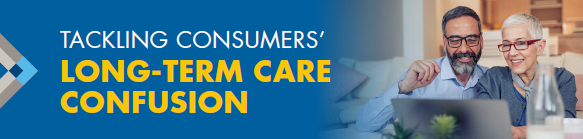 TACKLING CONSUMERS’
LONG-TERM CARE
CONFUSION